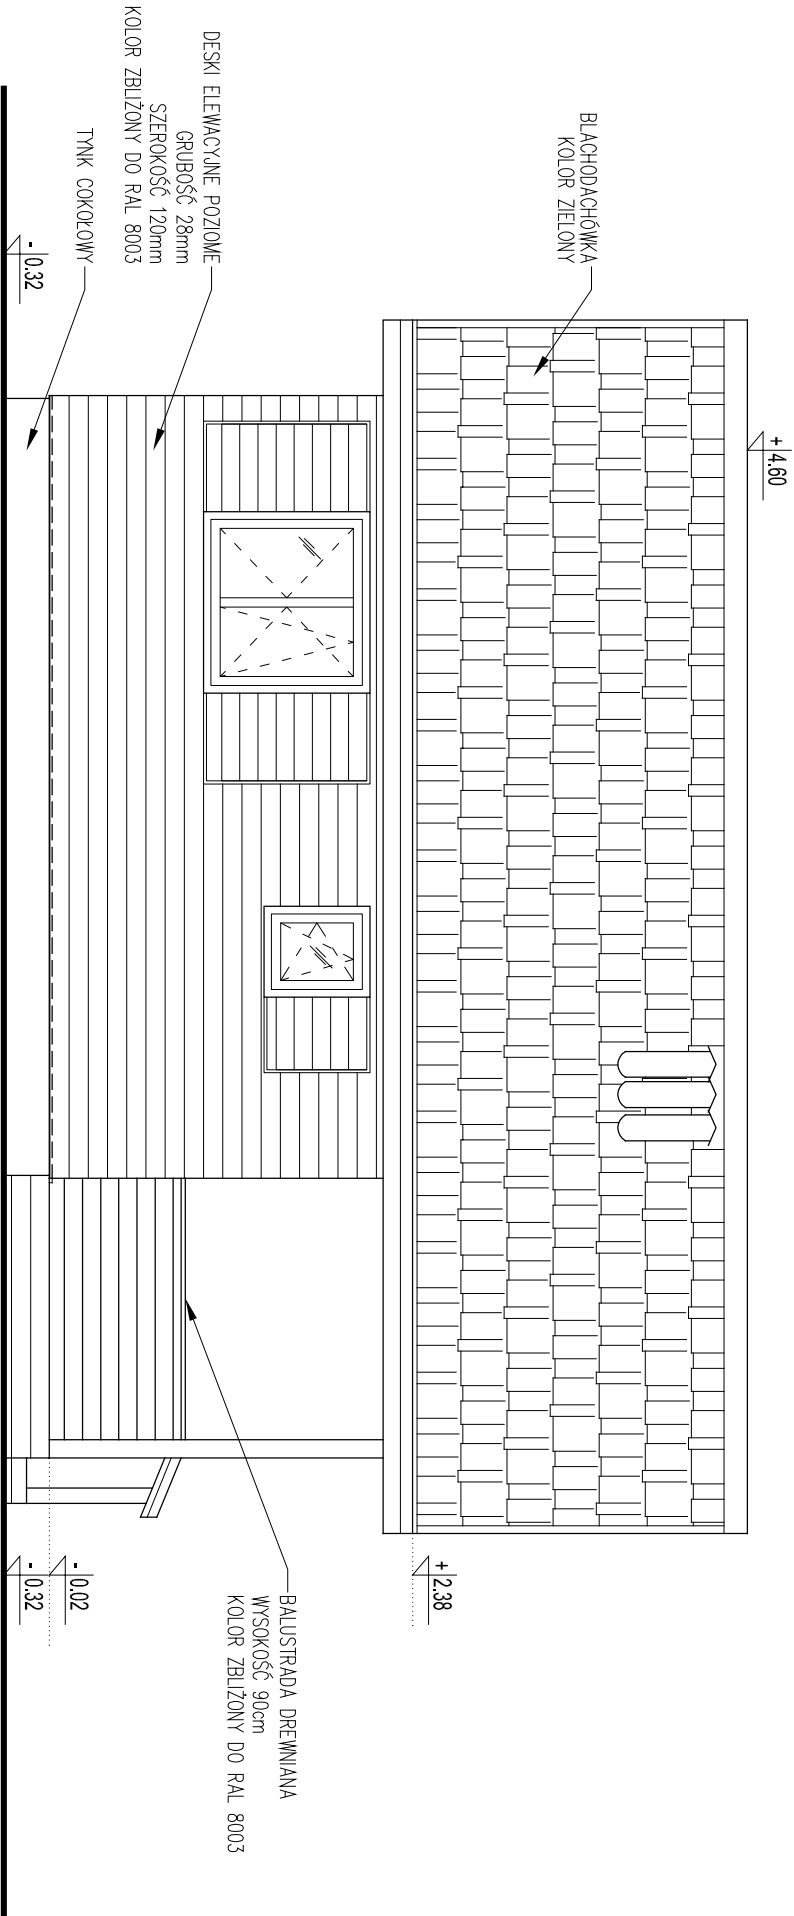 + 4.60
BLACHODACHÓWKA
KOLOR ZIELONY
+ 2.38
DESKI ELEWACYJNE POZIOME
GRUBOŚĆ 28mm
SZEROKOŚĆ 120mm
KOLOR ZBLIŻONY DO RAL 8003
BALUSTRADA DREWNIANA
WYSOKOŚĆ 90cm
KOLOR ZBLIŻONY DO RAL 8003
TYNK COKOŁOWY
- 0.02
- 0.32
- 0.32